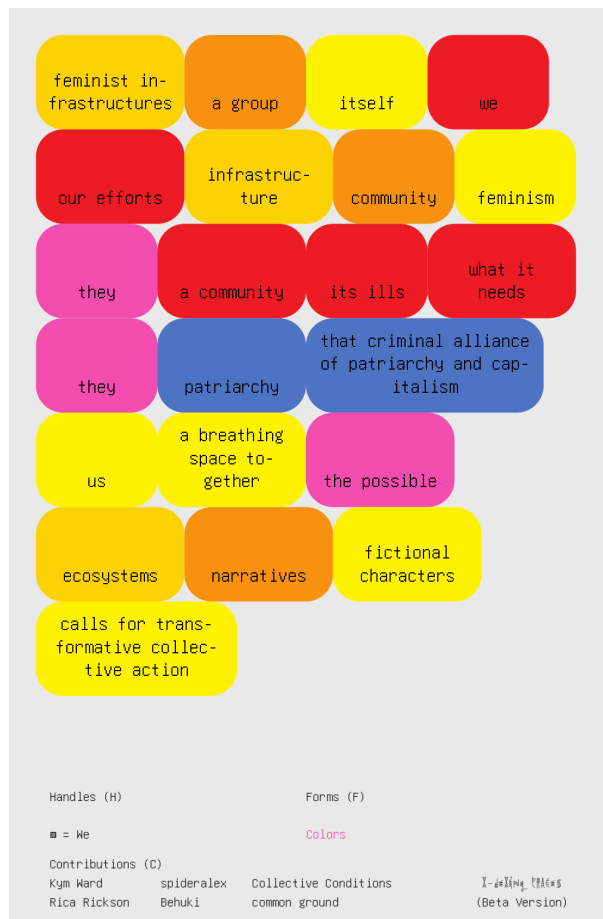 feminist in-
frastructures
a group
itself
we
our efforts
infrastruc-
ture
community
feminism
they
a community
its ills
what it
needs
they
patriarchy
that criminal alliance
of patriarchy and cap-
italism
us
a breathing
space to-
gether
the possible
ecosystems
narratives
fictional
characters
calls for trans-
formative collec-
tive action
Handles (H)
Forms (F)
= We
Colors
Contributions (C)
Kym Ward
spideralex
Collective Conditions
Rica Rickson
Behuki
common ground
(Beta Version)